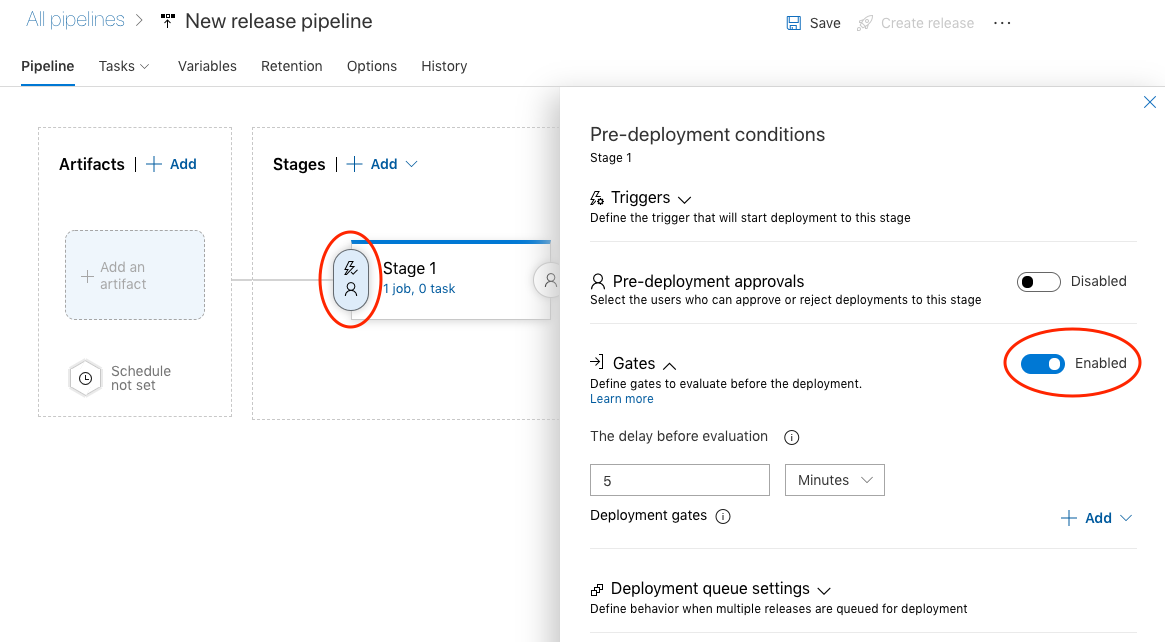 All pipelines
New release pipeline
Save
Create release
Pipeline
Tasks
Variables
Retention
Options
History
Artifacts
Add
Add an
artifact
Schedule
not set
Stages
Add
Stage 1
1 job, 0 task
Pre-deployment conditions
Stage 1
Triggers
Define the trigger that will start deployment to this stage
Pre-deployment approvals
Disabled
Select the users who can approve or reject deployments to this stage
Gates
Enabled
Define gates to evaluate before the deployment.
Learn more
The delay before evaluation
5
Minutes
Deployment gates
Add
Deployment queue settings
Define behavior when multiple releases are queued for deployment